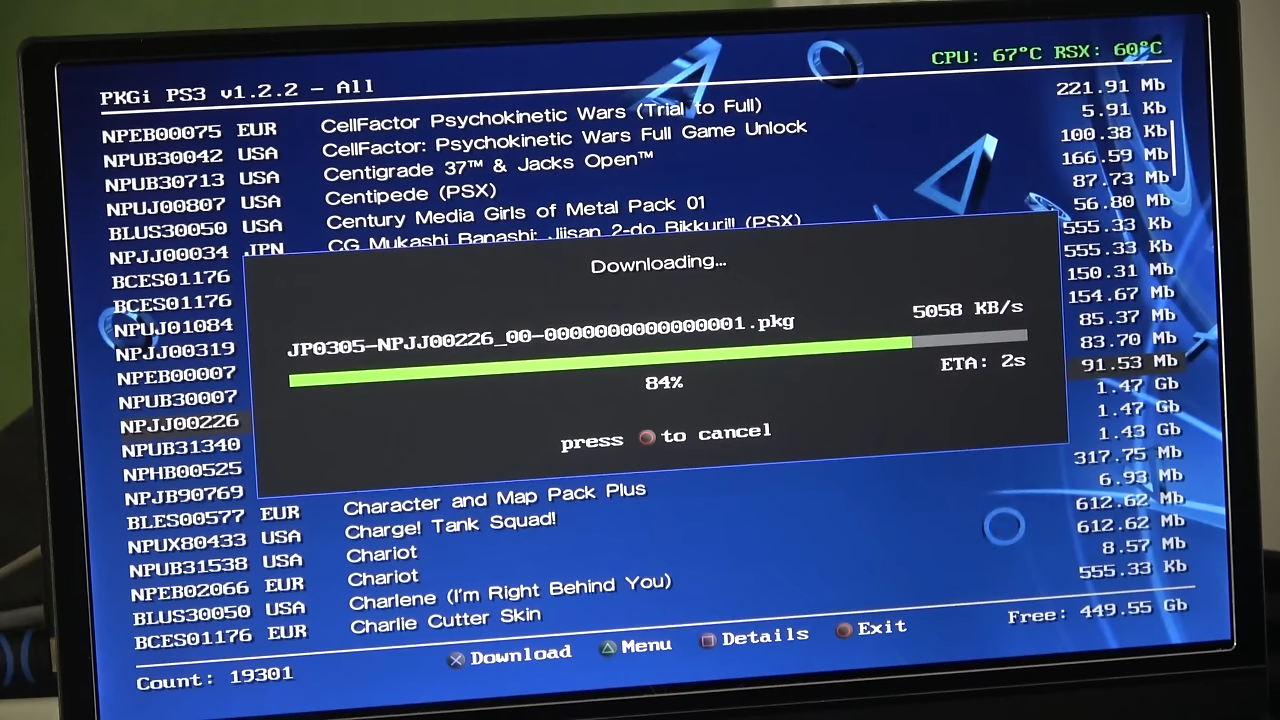 PKGi PS3 v1.2.2 - All CPU: 67°C RSX: 60°C
NPEB00075 EUR CellFactor Psychokinetic Wars (Trial to Full) 221.91 Mb
NPUB30042 USA CellFactor: Psychokinetic Wars Full Game Unlock 5.91 Kb
NPUB30713 USA Centigrade 37™ & Jacks Open™ 100.38 Kb
NPUJ00807 USA Centipede (PSX) 166.59 Mb
BLUS30050 USA Century Media Girls of Metal Pack 01 87.73 Mb
NPJJ00034 JPN CG Mukashi Banashi: Jiisan 2-do Bikkuri!! (PSX) 56.80 Mb
BCES01176 555.33 Kb
BCES01176 555.33 Kb
NPUJ01084 150.31 Mb
NPJJ00319 154.67 Mb
NPEB00007 85.37 Mb
NPUB30007 83.70 Mb
NPJJ00226 91.53 Mb
NPUB31340 1.47 Gb
NPHB00525 1.47 Gb
NPJB90769 1.43 Gb
Downloading...
JP0305-NPJJ00226_00-0000000000000001.pkg 5058 KB/s
84% ETA: 2s
press to cancel
BLES00577 EUR Character and Map Pack Plus 317.75 Mb
NPUX80433 USA Charge! Tank Squad! 6.93 Mb
NPUB31538 USA Chariot 612.62 Mb
NPEB02066 EUR Chariot 612.62 Mb
BLUS30050 USA Charlene (I'm Right Behind You) 8.57 Mb
BCES01176 EUR Charlie Cutter Skin 555.33 Kb
Count: 19301 Download Menu Details Exit Free: 449.55 Gb